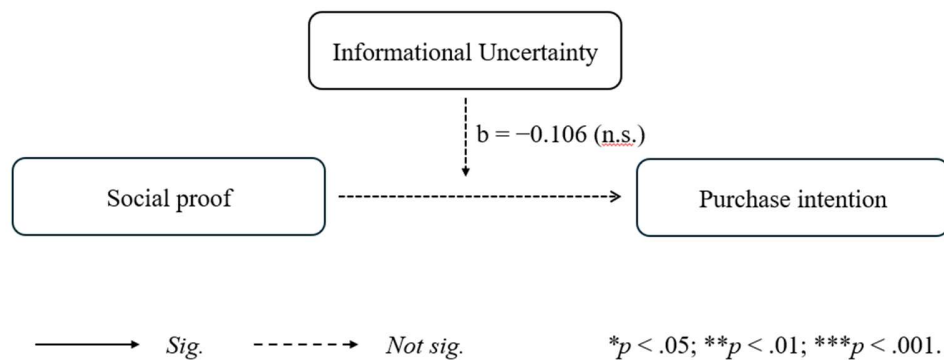 Informational Uncertainty
b = −0.106 (n.s.)
Social proof
Purchase intention
Sig.
Not sig.
*p < .05; **p < .01; ***p < .001.